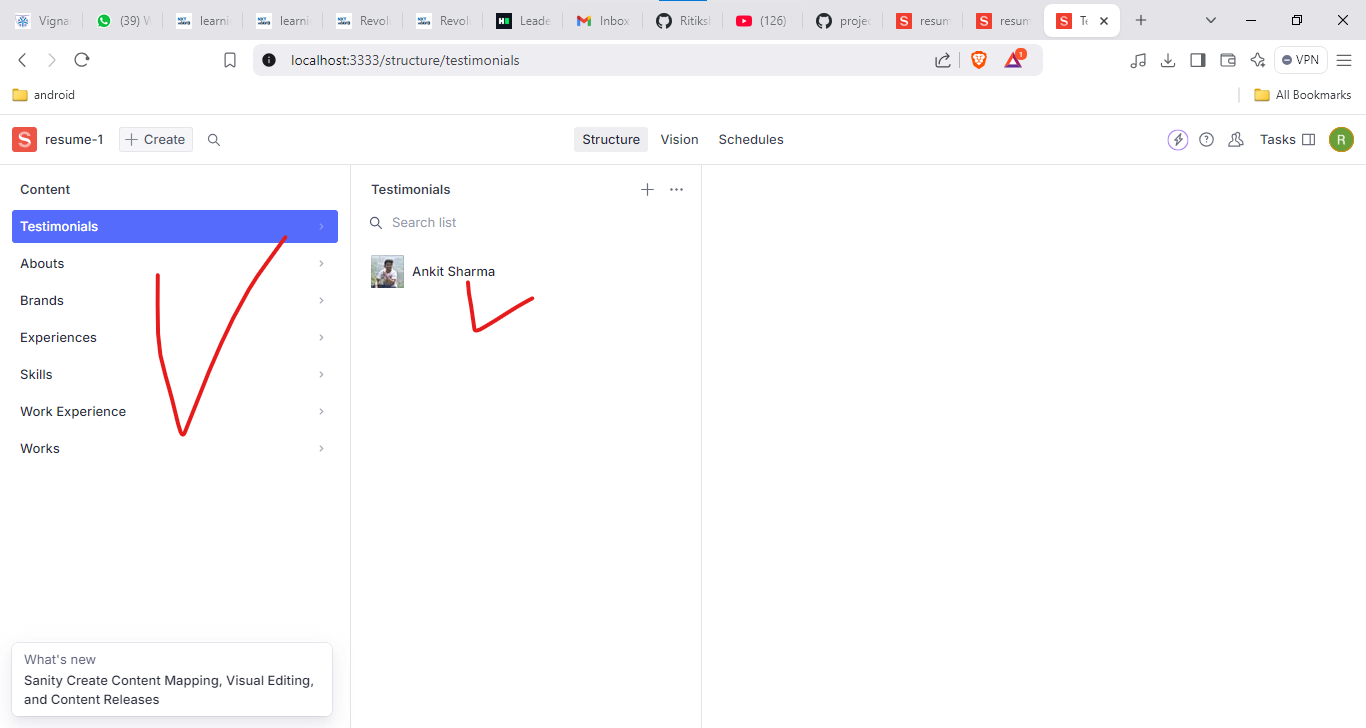 Vigna
(39) W
learni
learni
Revol
Revol
Leade
Inbox
Ritiksh
(126)
projec
resum
resum
Te
localhost:3333/structure/testimonials
1
VPN
android
All Bookmarks
S
resume-1
Create
Structure
Vision
Schedules
Tasks
R
Content
Testimonials
Abouts
Brands
Experiences
Skills
Work Experience
Works
Testimonials
Search list
Ankit Sharma
What's new
Sanity Create Content Mapping, Visual Editing,
and Content Releases